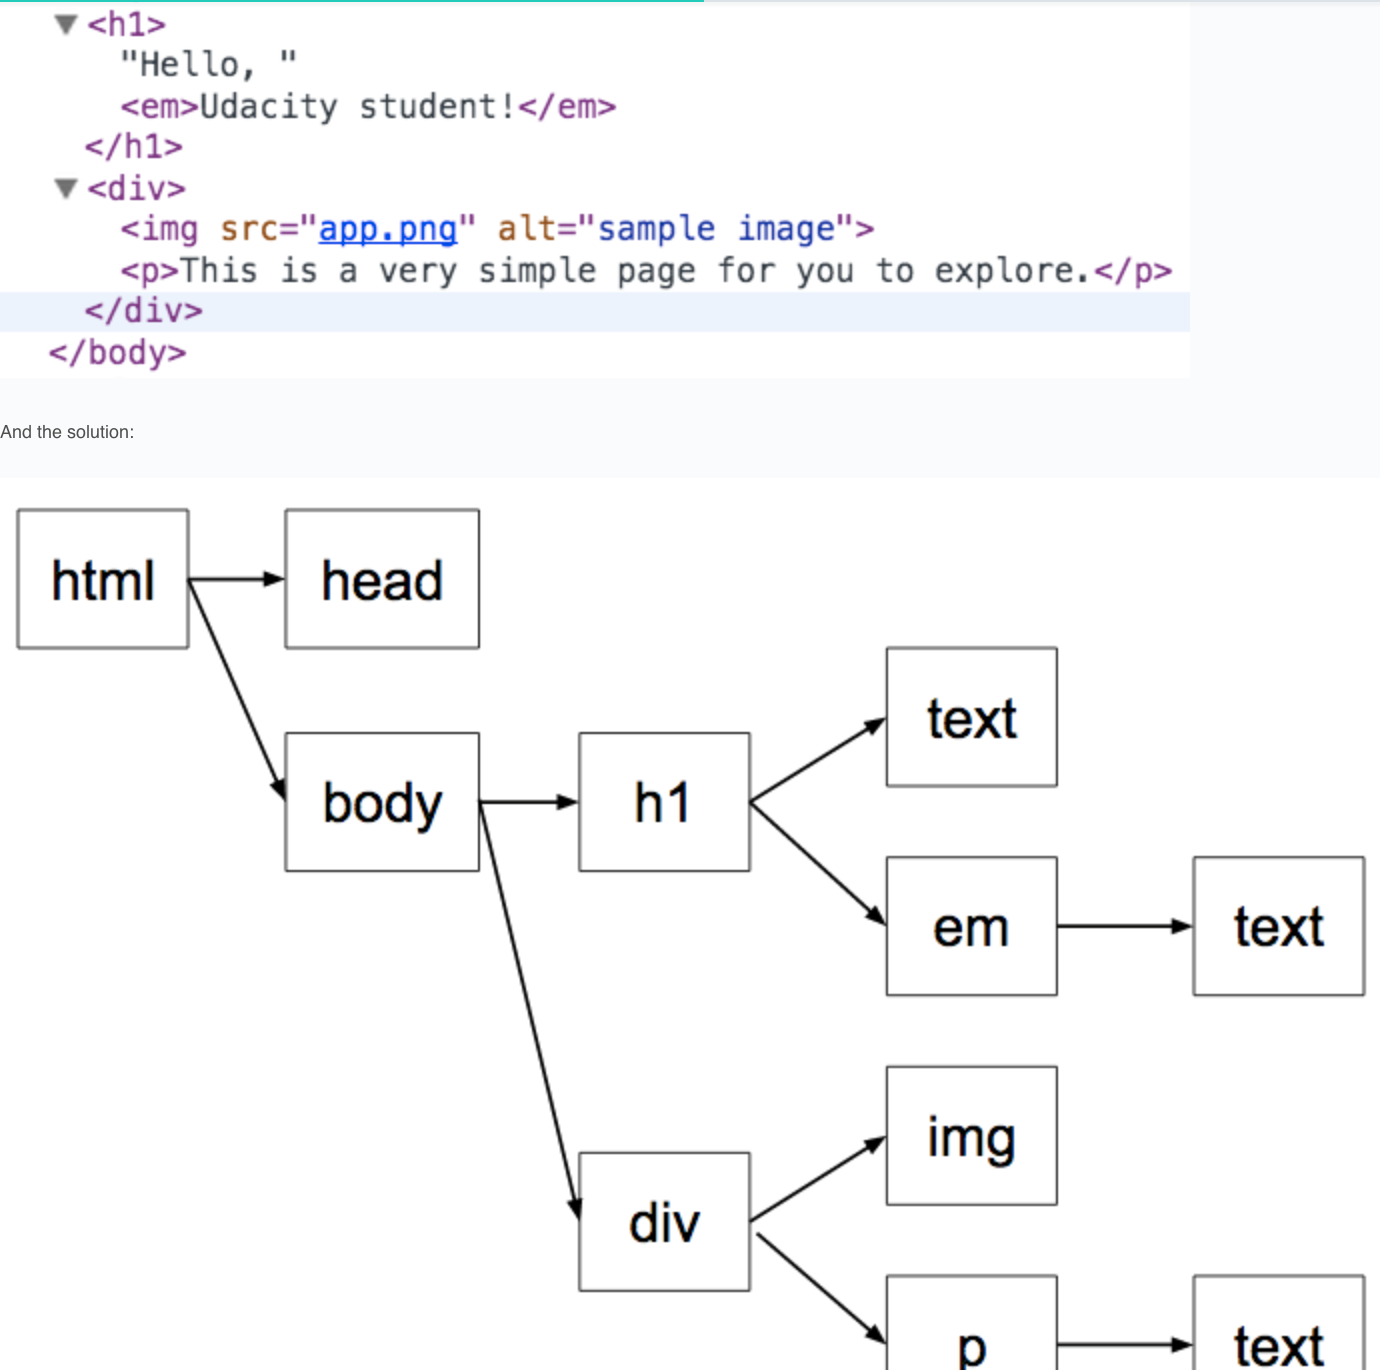 <h1>
"Hello, "
<em>Udacity student!</em>
</h1>
<div>
<img src="app.png" alt="sample image">
<p>This is a very simple page for you to explore.</p>
</div>
</body>
And the solution:
html
head
text
body
h1
em
text
img
div
p
text